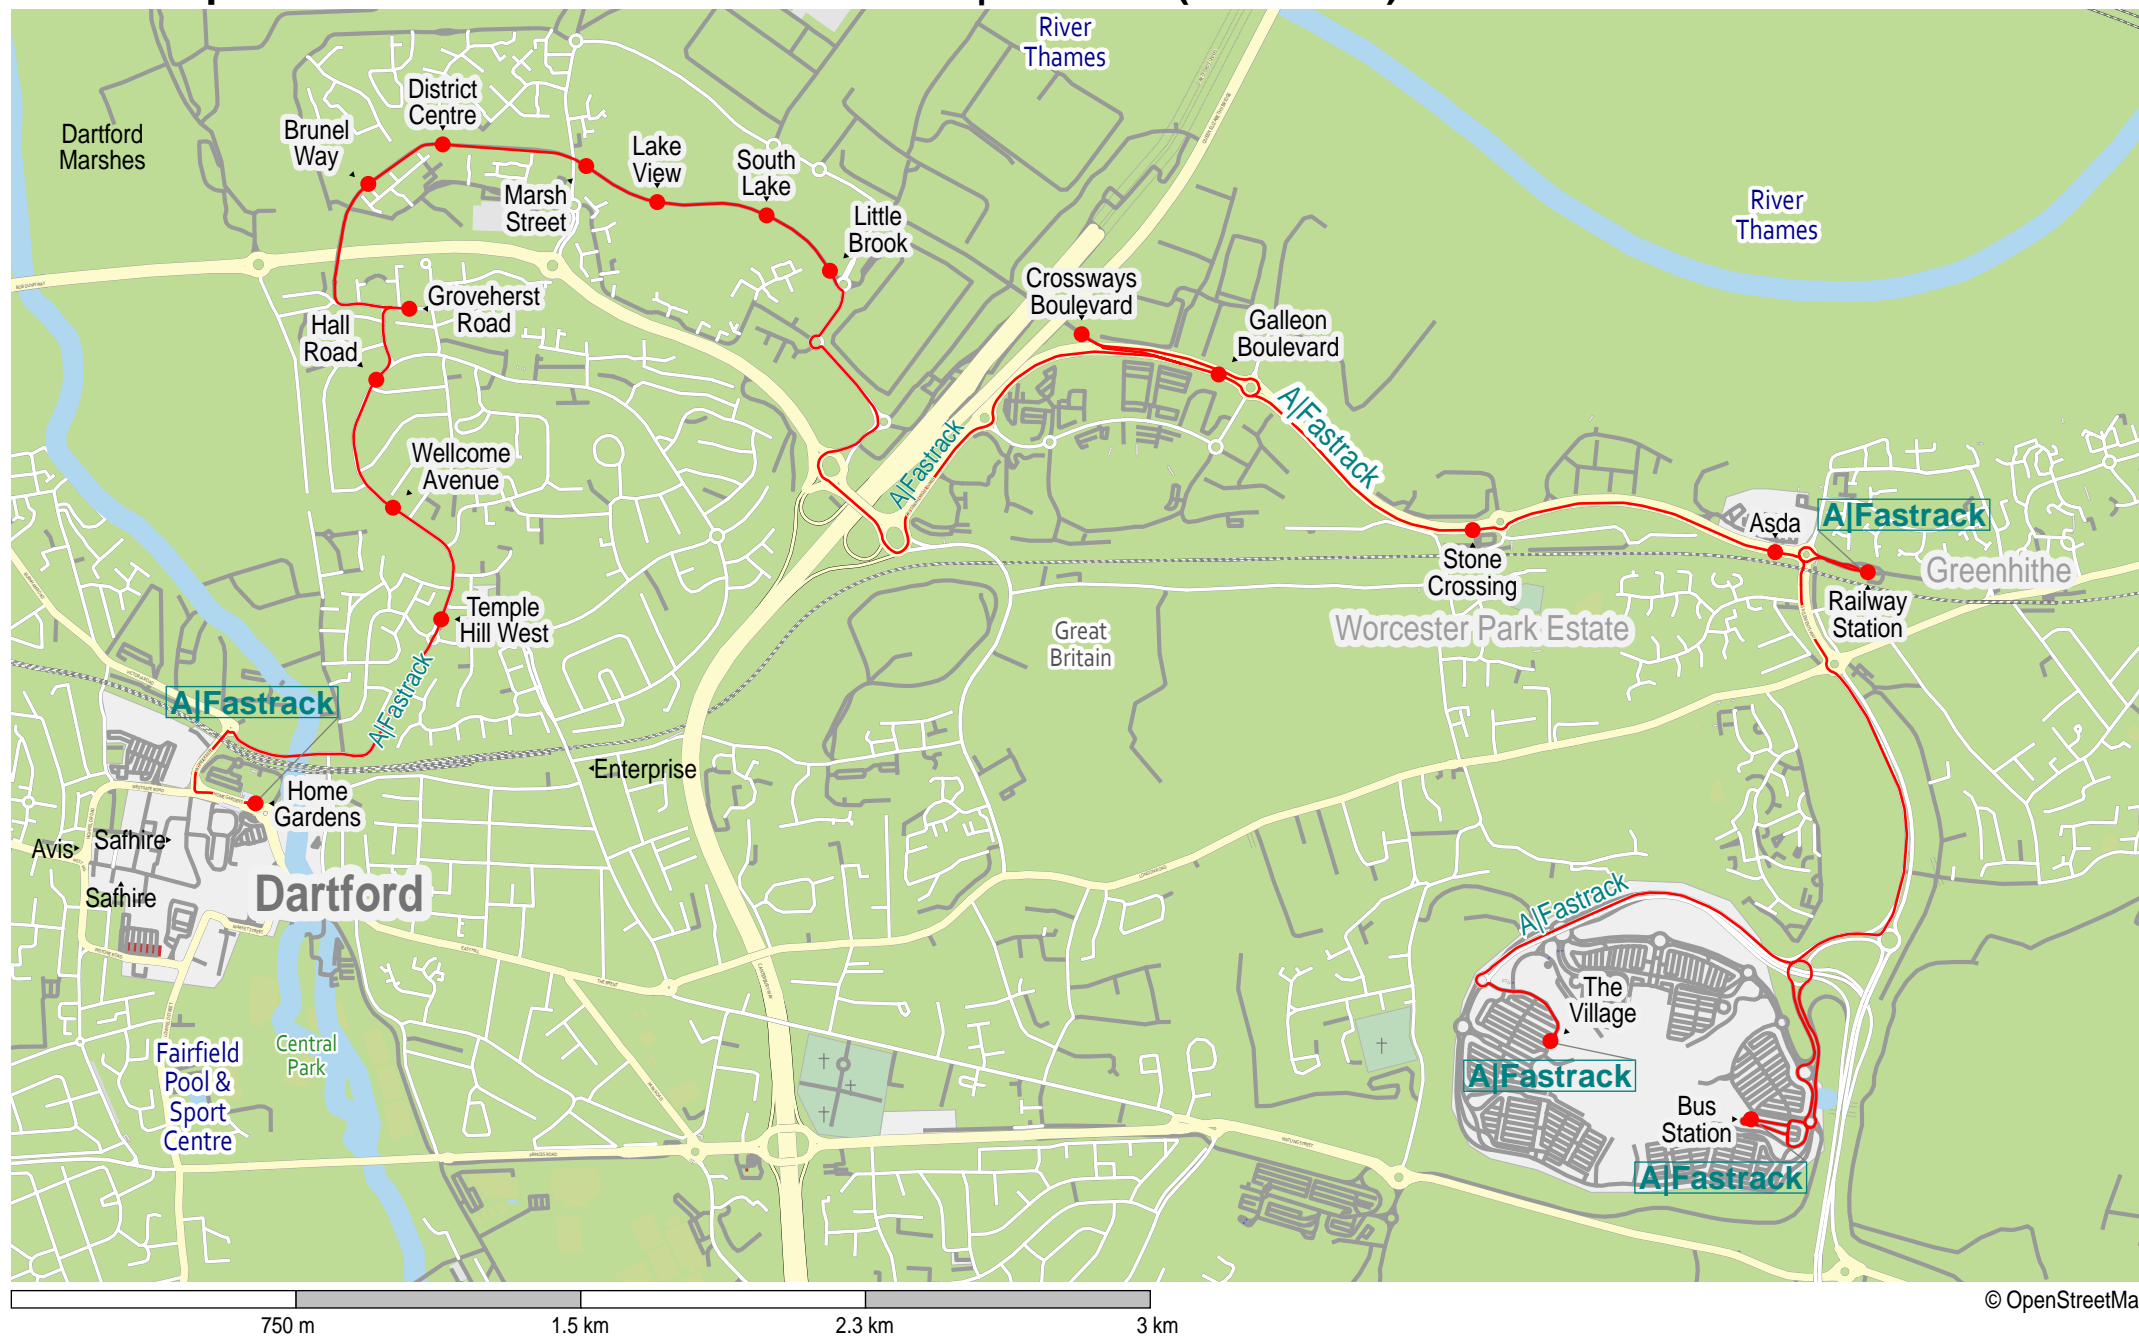 River
Thames
District
Centre
Brunel
Way
Dartford
Marshes
Lake
View
South
Lake
Marsh
Street
Little
Brook
River
Thames
Crossways
Boulevard
Groveherst
Road
Hall
Road
Galleon
Boulevard
A|Fastrack
A|Fastrack
Wellcome
Avenue
Asda
A|Fastrack
Stone
Crossing
Greenhithe
Railway
Station
Temple
Hill West
Great
Britain
Worcester Park Estate
A|Fastrack
A|Fastrack
Enterprise
Home
Gardens
Avis
Safhire
Safhire
Dartford
A|Fastrack
The
Village
Fairfield
Pool &
Sport
Centre
Central
Park
A|Fastrack
Bus
Station
A|Fastrack
750 m
1.5 km
2.3 km
3 km
© OpenStreetMa